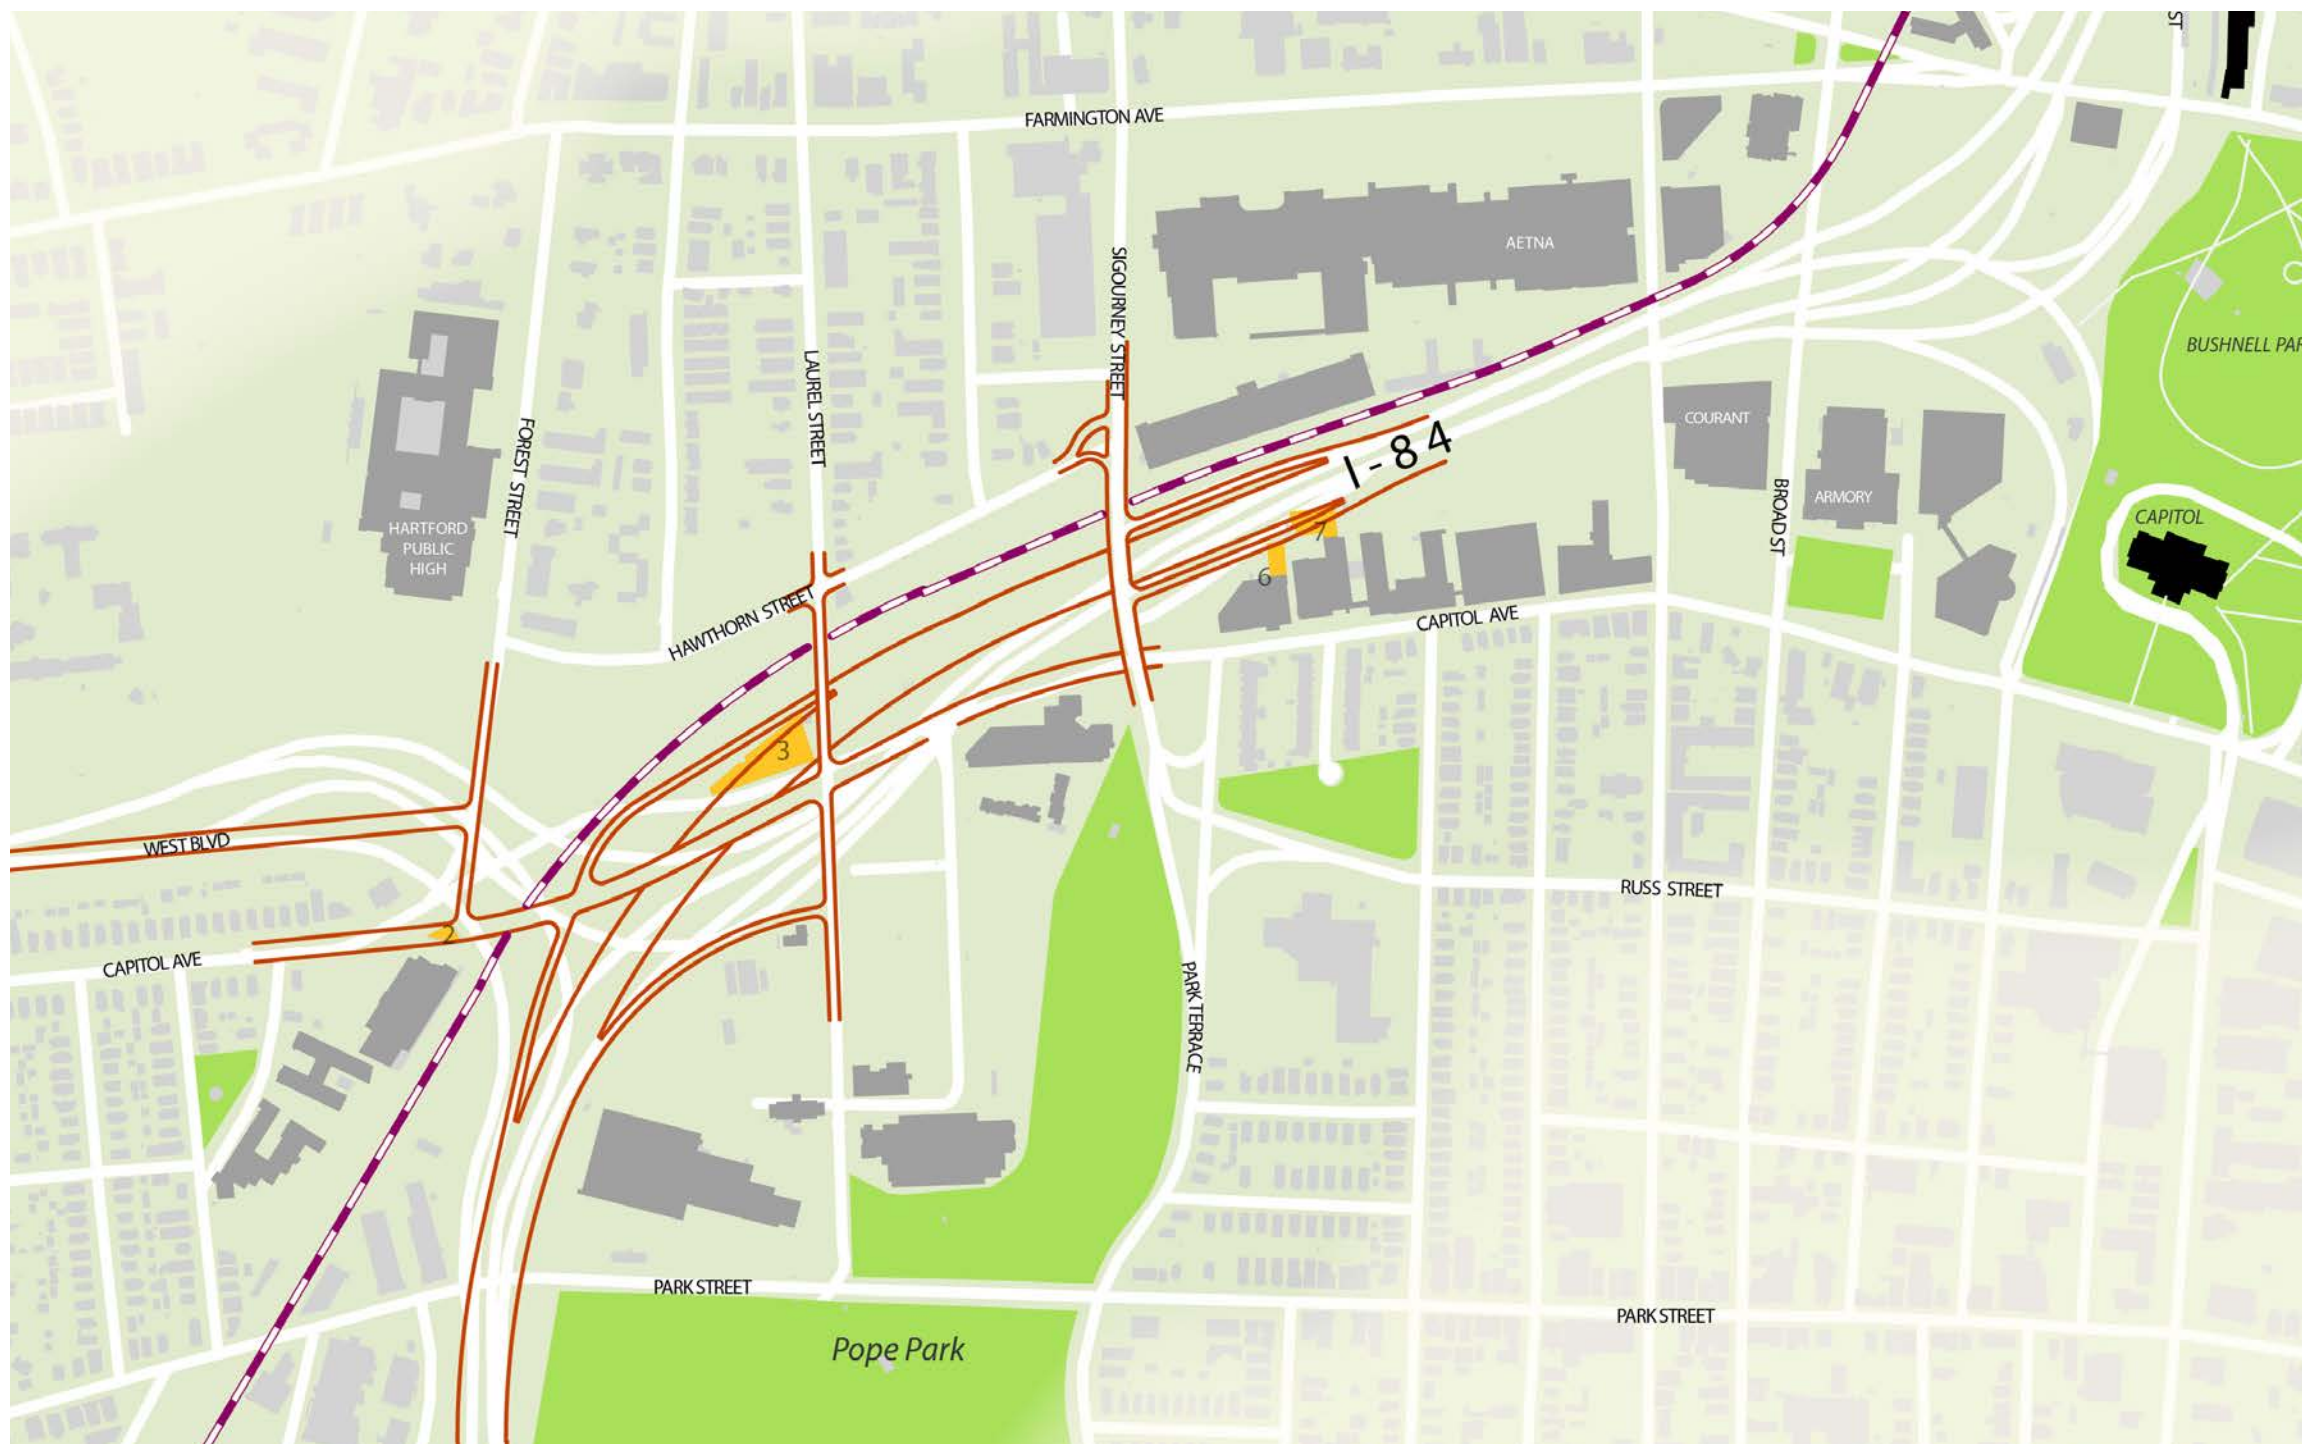 ST
FARMINGTON AVE
AETNA
SIGOURNEY STREET
BUSHNELL PAR
LAUREL STREET
COURANT
FOREST STREET
I-84
HARTFORD
PUBLIC
HIGH
ARMORY
BROAD ST
CAPITOL
7
6
HAWTHORN STREET
CAPITOL AVE
3
WEST BLVD
RUSS STREET
2
CAPITOL AVE
PARK TERRACE
PARK STREET
PARK STREET
Pope Park